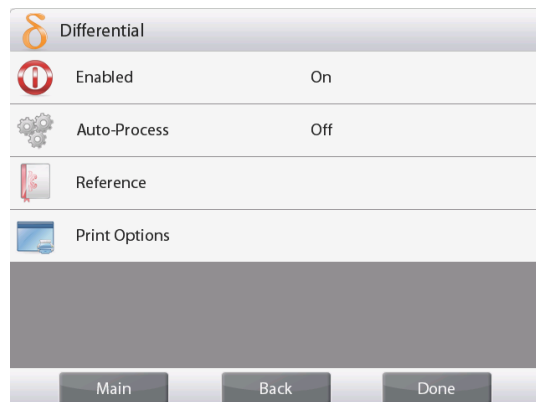 δ Differential
Enabled On
Auto-Process Off
Reference
Print Options
Main Back Done